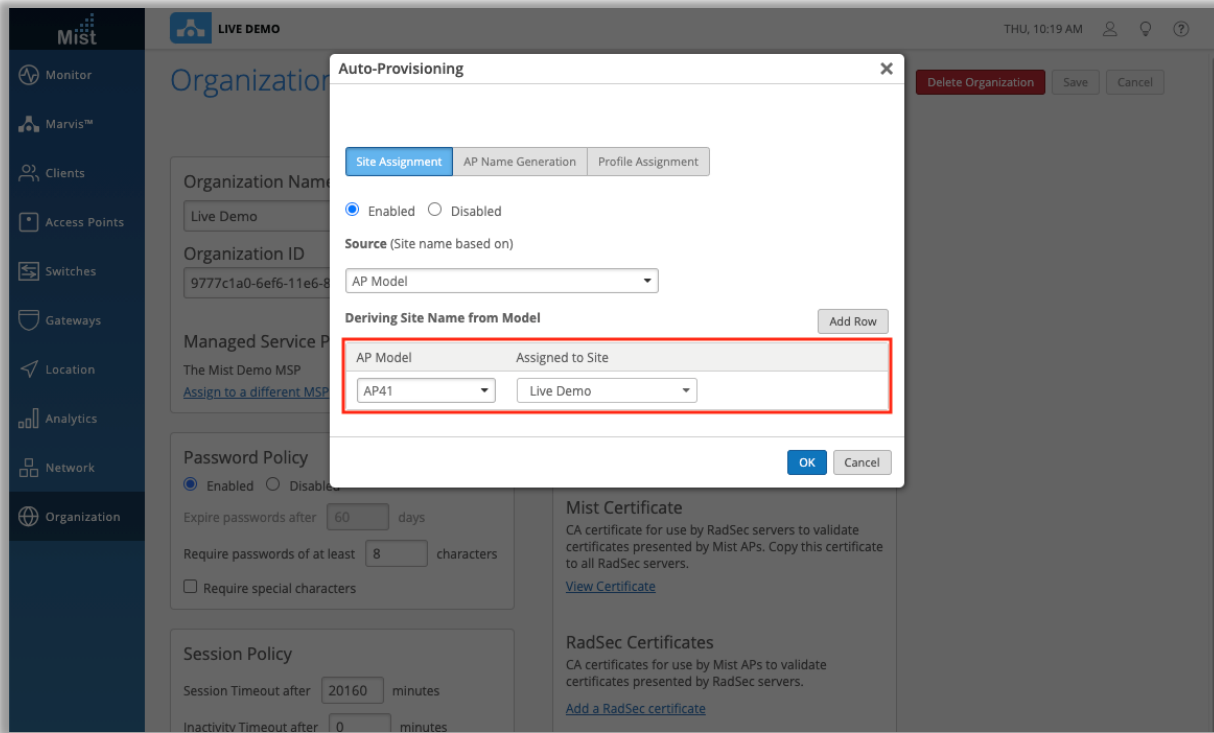 Mist
LIVE DEMO
THU, 10:19 AM
Monitor
Marvis™
Clients
Access Points
Switches
Gateways
Location
Analytics
Network
Organization
Organization
Delete Organization
Save
Cancel
Auto-Provisioning
Site Assignment
AP Name Generation
Profile Assignment
Enabled
Disabled
Source (Site name based on)
AP Model
Deriving Site Name from Model
Add Row
AP Model
Assigned to Site
AP41
Live Demo
OK
Cancel
Organization Name
Live Demo
Organization ID
9777c1a0-6ef6-11e6-8
Managed Service P
The Mist Demo MSP
Assign to a different MSP
Password Policy
Enabled
Disabled
Expire passwords after 60 days
Require passwords of at least 8 characters
Require special characters
Session Policy
Session Timeout after 20160 minutes
Inactivity Timeout after 0 minutes
Mist Certificate
CA certificate for use by RadSec servers to validate
certificates presented by Mist APs. Copy this certificate
to all RadSec servers.
View Certificate
RadSec Certificates
CA certificates for use by Mist APs to validate
certificates presented by RadSec servers.
Add a RadSec certificate